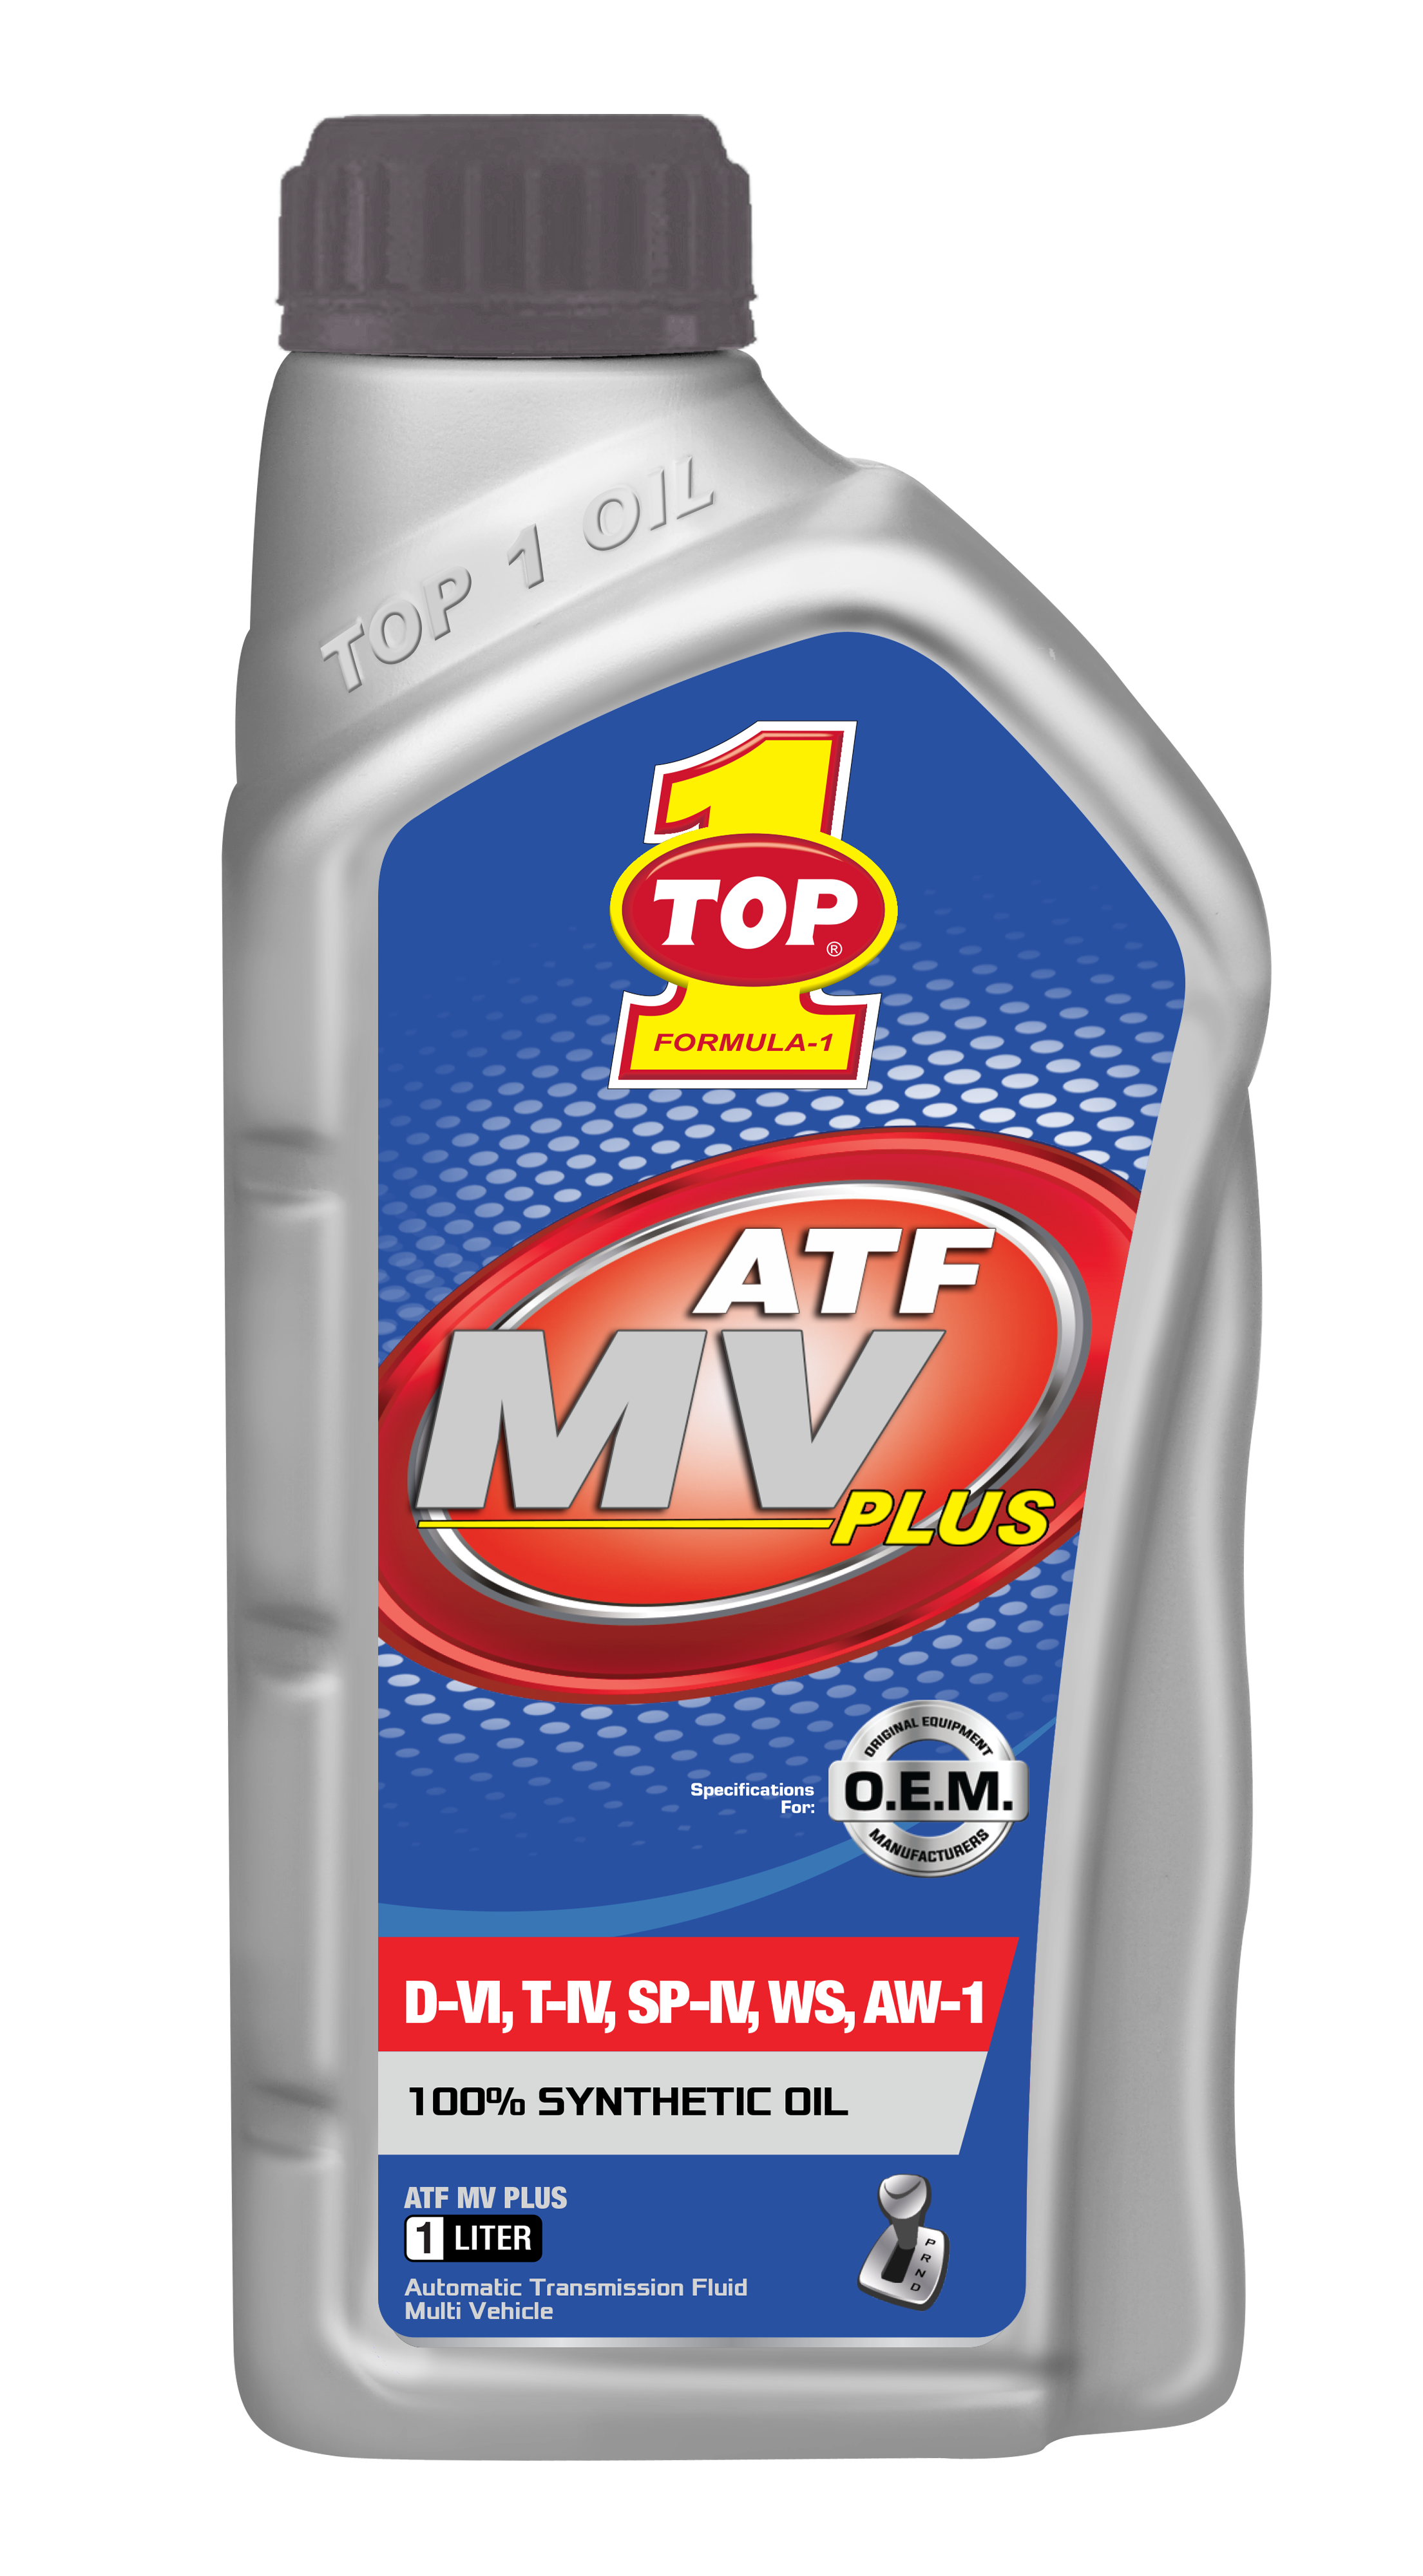 TOP 1 OIL
1
TOP®
FORMULA-1
ATF
MV
PLUS
Specifications
For:
ORIGINAL EQUIPMENT
O.E.M.
MANUFACTURERS
D-VI, T-IV, SP-IV, WS, AW-1
100% SYNTHETIC OIL
ATF MV PLUS
1 LITER
P
R
N
D
Automatic Transmission Fluid
Multi Vehicle